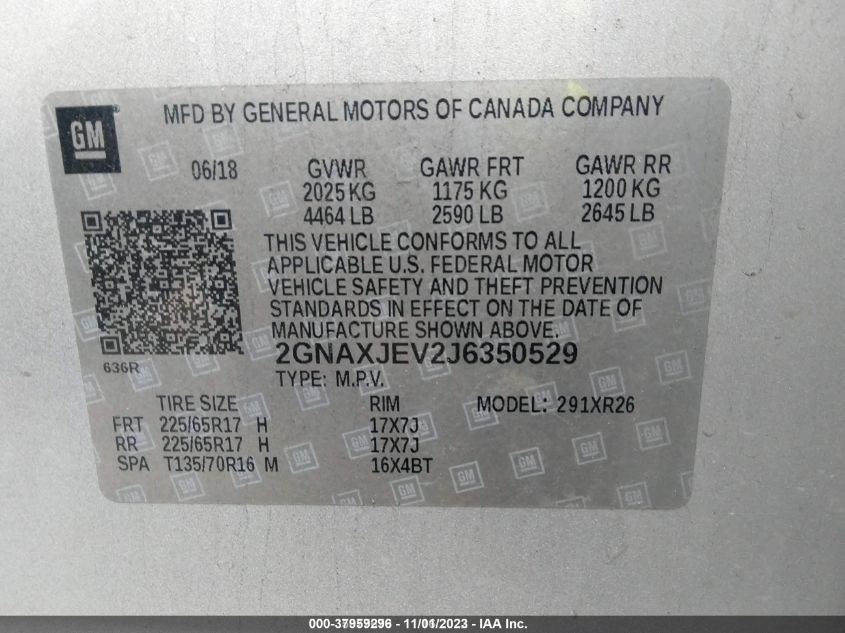 MFD BY GENERAL MOTORS OF CANADA COMPANY
GM
06/18 GVWR GAWR FRT GAWR RR
2025 KG 1175 KG 1200 KG
4464 LB 2590 LB 2645 LB
THIS VEHICLE CONFORMS TO ALL
APPLICABLE U.S. FEDERAL MOTOR
VEHICLE SAFETY AND THEFT PREVENTION
STANDARDS IN EFFECT ON THE DATE OF
MANUFACTURE SHOWN ABOVE.
636R
2GNAXJEV2J6350529
TYPE: M.P.V.
TIRE SIZE RIM MODEL: 291XR26
FRT 225/65R17 H 17X7J
RR 225/65R17 H 17X7J
SPA T135/70R16 M 16X4BT
000-37959296 - 11/01/2023 - IAA Inc.